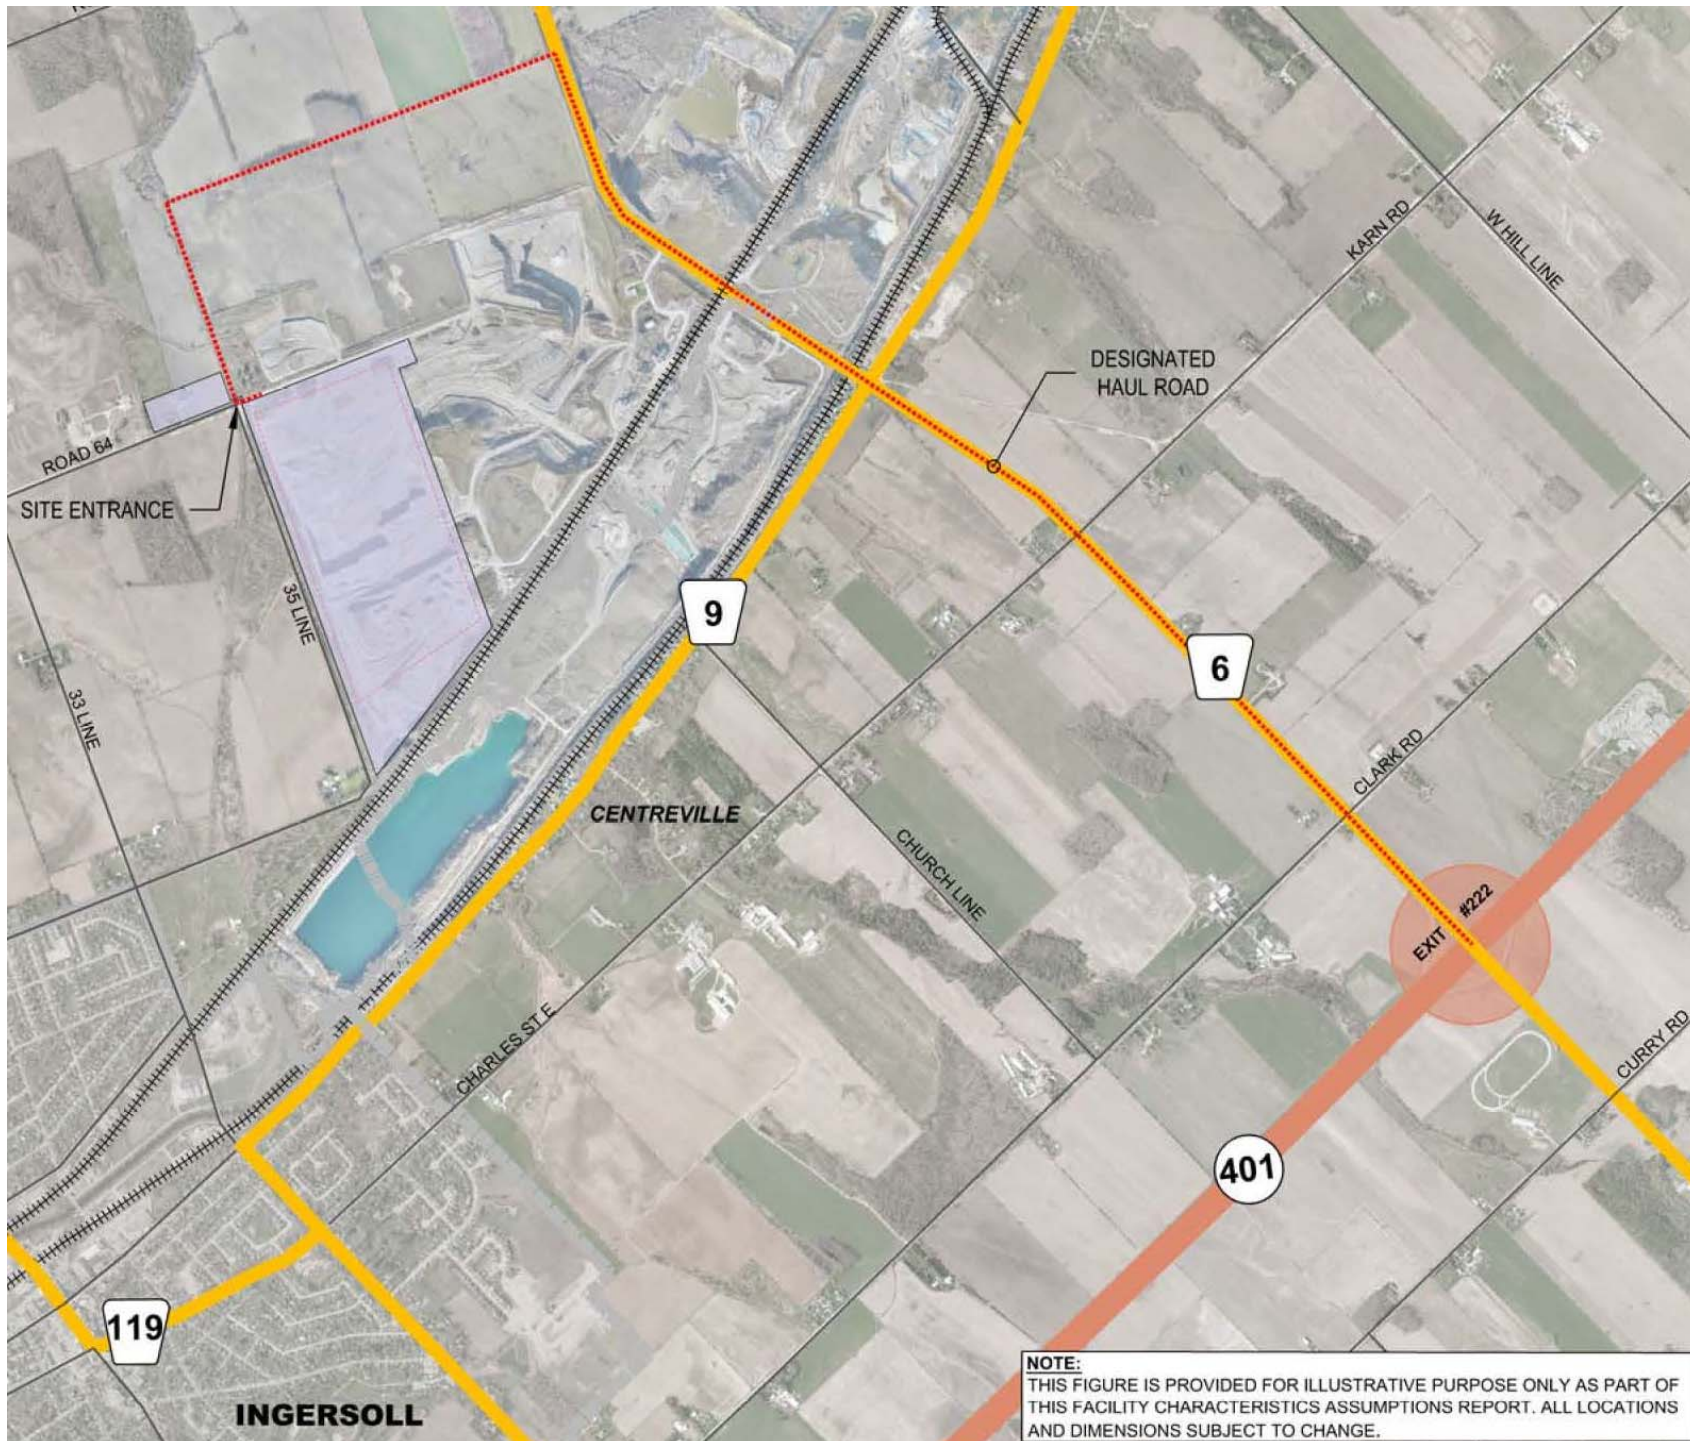 KARN RD
W HILL LINE
DESIGNATED
HAUL ROAD
ROAD 64
SITE ENTRANCE
35 LINE
9
6
33 LINE
CLARK RD
CENTREVILLE
CHURCH LINE
EXIT #222
CHARLES ST E
CURRY RD
401
119
INGERSOLL
NOTE:
THIS FIGURE IS PROVIDED FOR ILLUSTRATIVE PURPOSE ONLY AS PART OF
THIS FACILITY CHARACTERISTICS ASSUMPTIONS REPORT. ALL LOCATIONS
AND DIMENSIONS SUBJECT TO CHANGE.